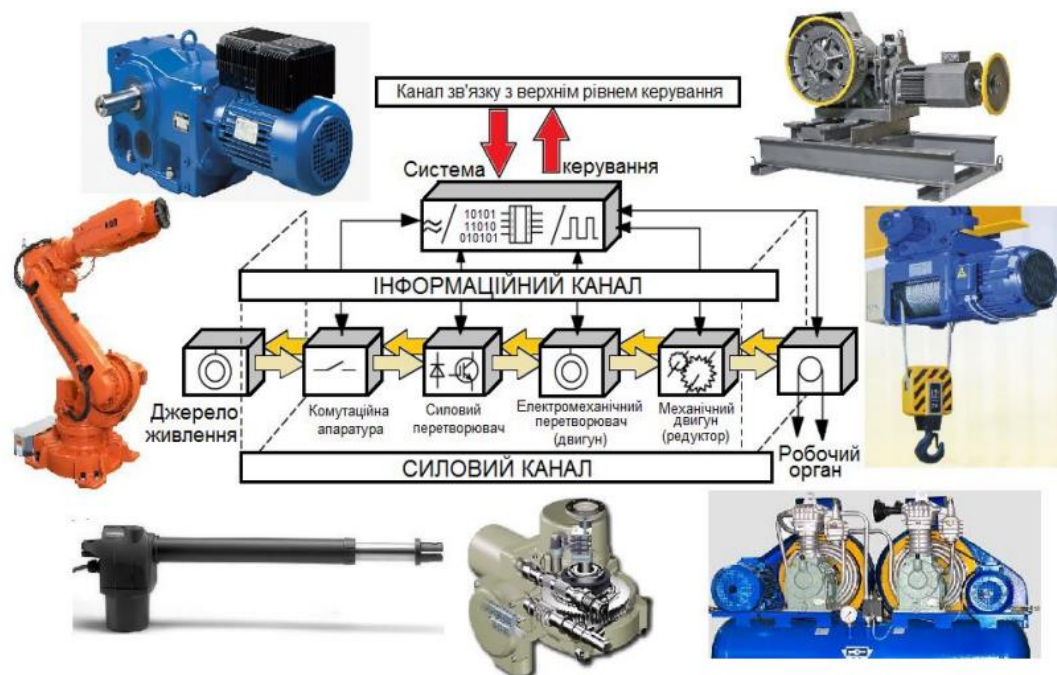 Канал зв'язку з верхнім рівнем керування
Система керування
10101
11010
010101
ІНФОРМАЦІЙНИЙ КАНАЛ
Джерело
живлення
Комутаційна
апаратура
Силовий
перетворювач
Електромеханічний
перетворювач
(двигун)
Механічний
двигун
(редуктор)
Робочий
орган
СИЛОВИЙ КАНАЛ